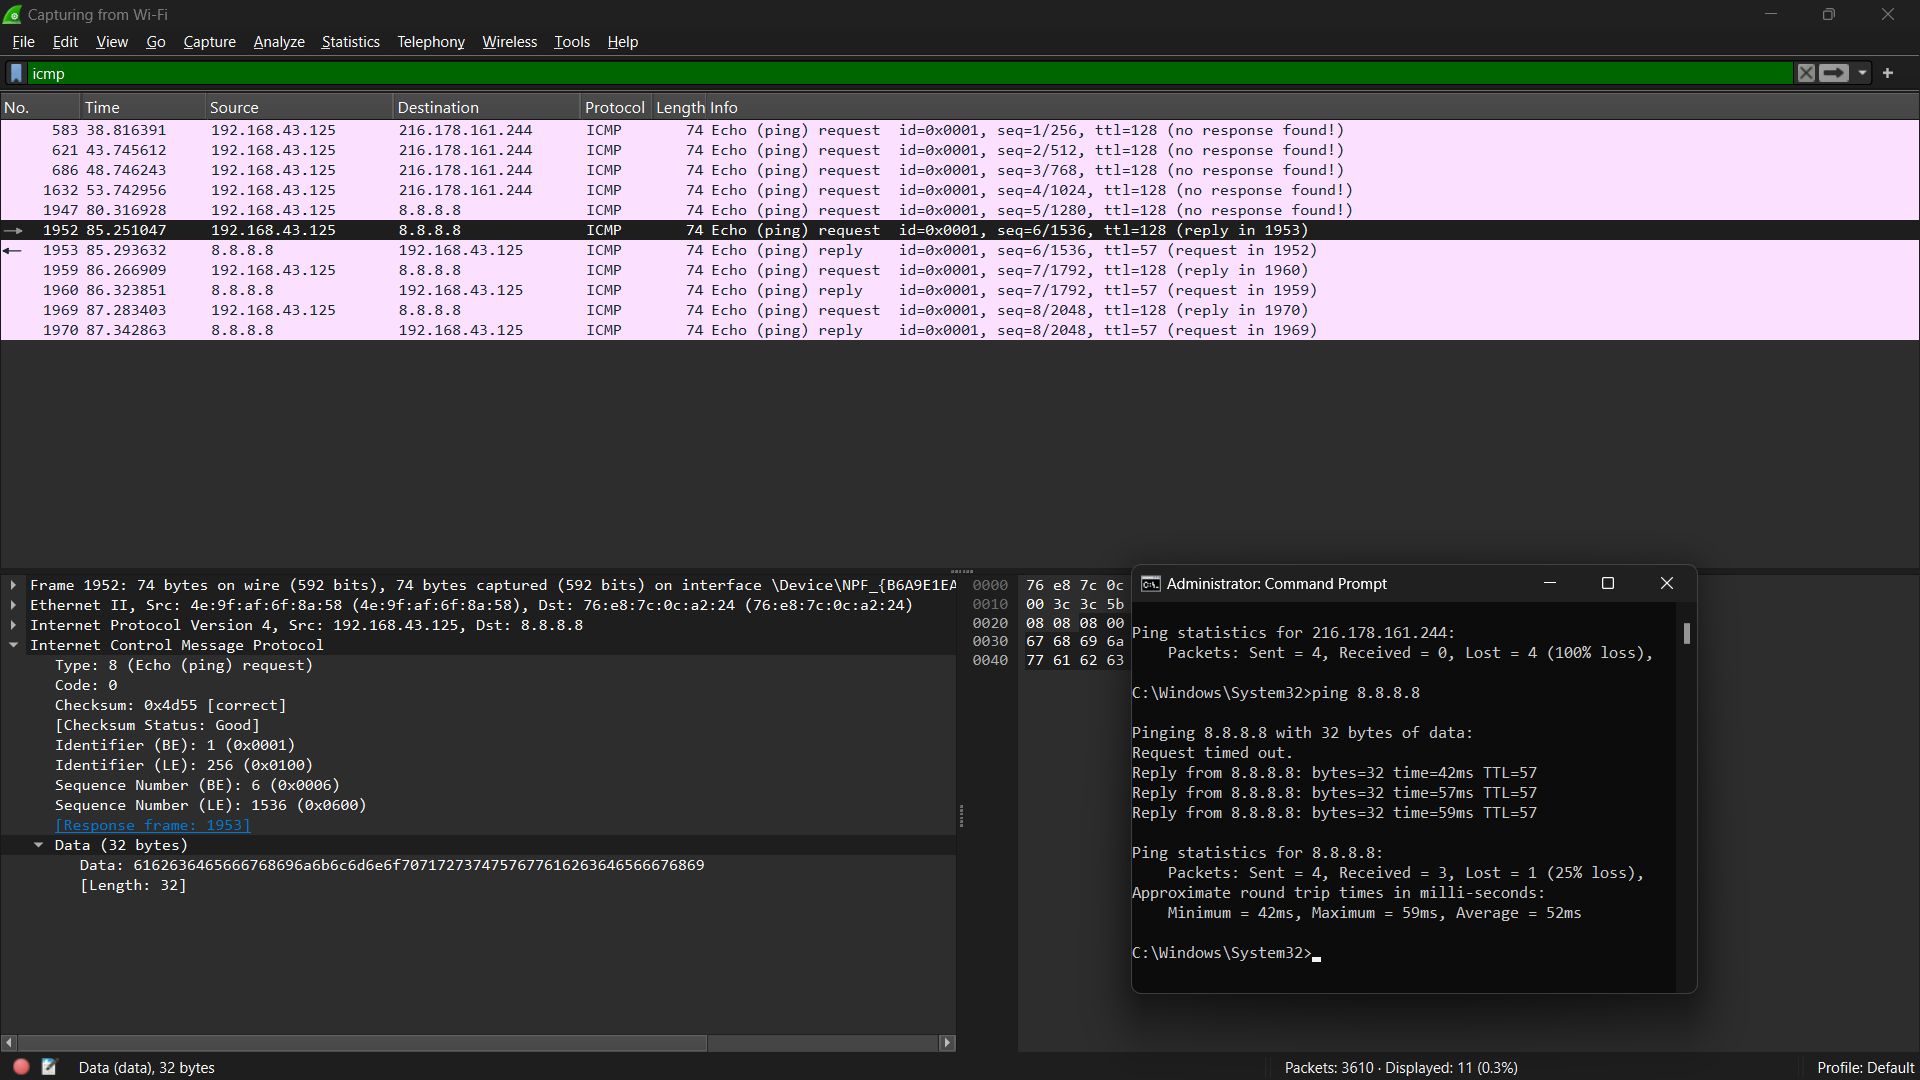 Capturing from Wi-Fi
File Edit View Go Capture Analyze Statistics Telephony Wireless Tools Help
icmp
No. Time Source Destination Protocol Length Info
583 38.816391 192.168.43.125 216.178.161.244 ICMP 74 Echo (ping) request id=0x0001, seq=1/256, ttl=128 (no response found!)
621 43.745612 192.168.43.125 216.178.161.244 ICMP 74 Echo (ping) request id=0x0001, seq=2/512, ttl=128 (no response found!)
686 48.746243 192.168.43.125 216.178.161.244 ICMP 74 Echo (ping) request id=0x0001, seq=3/768, ttl=128 (no response found!)
1632 53.742956 192.168.43.125 216.178.161.244 ICMP 74 Echo (ping) request id=0x0001, seq=4/1024, ttl=128 (no response found!)
1947 80.316928 192.168.43.125 8.8.8.8 ICMP 74 Echo (ping) request id=0x0001, seq=5/1280, ttl=128 (no response found!)
1952 85.251047 192.168.43.125 8.8.8.8 ICMP 74 Echo (ping) request id=0x0001, seq=6/1536, ttl=128 (reply in 1953)
1953 85.293632 8.8.8.8 192.168.43.125 ICMP 74 Echo (ping) reply id=0x0001, seq=6/1536, ttl=57 (request in 1952)
1959 86.266909 192.168.43.125 8.8.8.8 ICMP 74 Echo (ping) request id=0x0001, seq=7/1792, ttl=128 (reply in 1960)
1960 86.323851 8.8.8.8 192.168.43.125 ICMP 74 Echo (ping) reply id=0x0001, seq=7/1792, ttl=57 (request in 1959)
1969 87.283403 192.168.43.125 8.8.8.8 ICMP 74 Echo (ping) request id=0x0001, seq=8/2048, ttl=128 (reply in 1970)
1970 87.342863 8.8.8.8 192.168.43.125 ICMP 74 Echo (ping) reply id=0x0001, seq=8/2048, ttl=57 (request in 1969)
Frame 1952: 74 bytes on wire (592 bits), 74 bytes captured (592 bits) on interface \Device\NPF_{B6A9E1EA
Ethernet II, Src: 4e:9f:af:6f:8a:58 (4e:9f:af:6f:8a:58), Dst: 76:e8:7c:0c:a2:24 (76:e8:7c:0c:a2:24)
Internet Protocol Version 4, Src: 192.168.43.125, Dst: 8.8.8.8
Internet Control Message Protocol
Type: 8 (Echo (ping) request)
Code: 0
Checksum: 0x4d55 [correct]
[Checksum Status: Good]
Identifier (BE): 1 (0x0001)
Identifier (LE): 256 (0x0100)
Sequence Number (BE): 6 (0x0006)
Sequence Number (LE): 1536 (0x0600)
[Response frame: 1953]
Data (32 bytes)
Data: 6162636465666768696a6b6c6d6e6f7071727374757677616263646566676869
[Length: 32]
0000 76 e8 7c 0c
0010 00 3c 3c 5b
0020 08 08 08 00
0030 67 68 69 6a
0040 77 61 62 63
Administrator: Command Prompt
Ping statistics for 216.178.161.244:
Packets: Sent = 4, Received = 0, Lost = 4 (100% loss),
C:\Windows\System32>ping 8.8.8.8
Pinging 8.8.8.8 with 32 bytes of data:
Request timed out.
Reply from 8.8.8.8: bytes=32 time=42ms TTL=57
Reply from 8.8.8.8: bytes=32 time=57ms TTL=57
Reply from 8.8.8.8: bytes=32 time=59ms TTL=57
Ping statistics for 8.8.8.8:
Packets: Sent = 4, Received = 3, Lost = 1 (25% loss),
Approximate round trip times in milli-seconds:
Minimum = 42ms, Maximum = 59ms, Average = 52ms
C:\Windows\System32>
Data (data), 32 bytes
Packets: 3610 · Displayed: 11 (0.3%)
Profile: Default